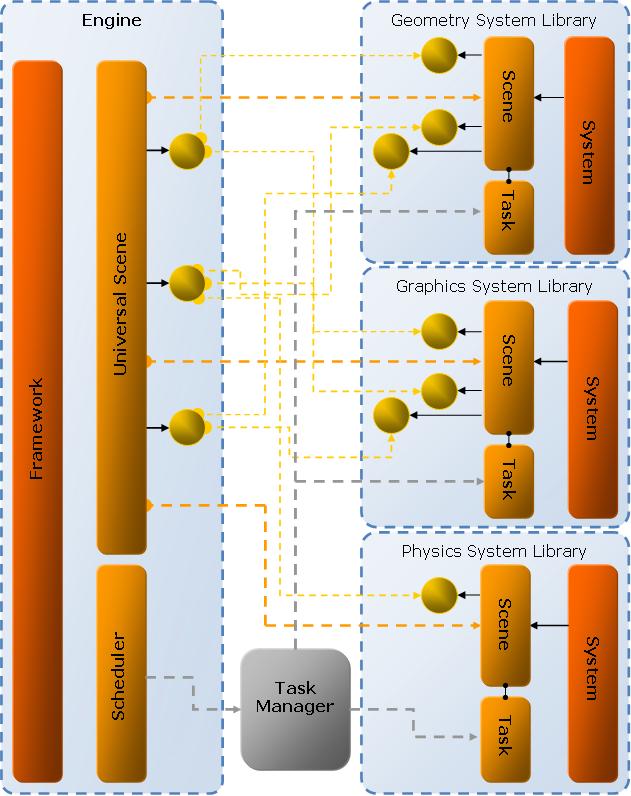 Engine
Framework
Universal Scene
Scheduler
Task
Manager
Geometry System Library
Scene
Task
System
Graphics System Library
Scene
Task
System
Physics System Library
Scene
Task
System